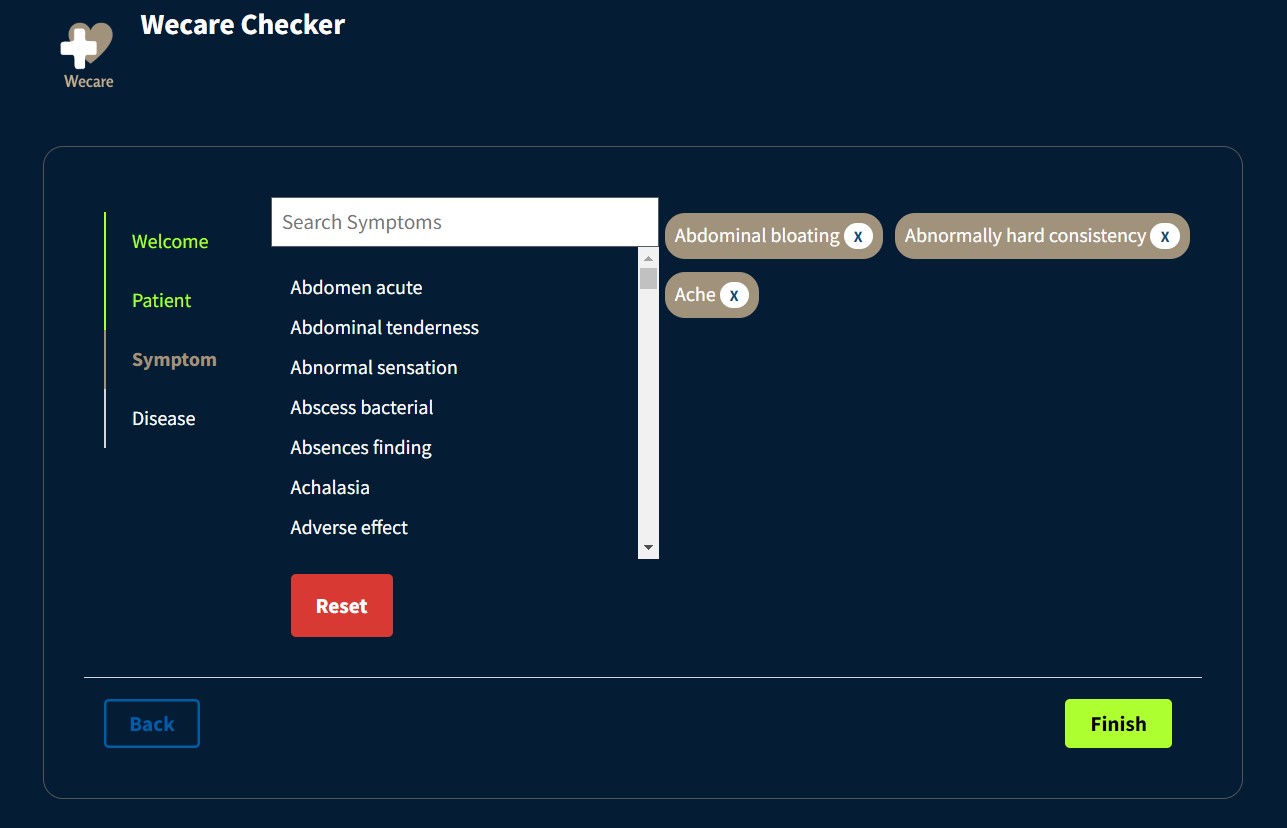 Wecare Checker
Wecare
Welcome
Patient
Symptom
Disease
Search Symptoms
Abdomen acute
Abdominal tenderness
Abnormal sensation
Abscess bacterial
Absences finding
Achalasia
Adverse effect
Abdominal bloating x
Abnormally hard consistency x
Ache x
Reset
Back
Finish